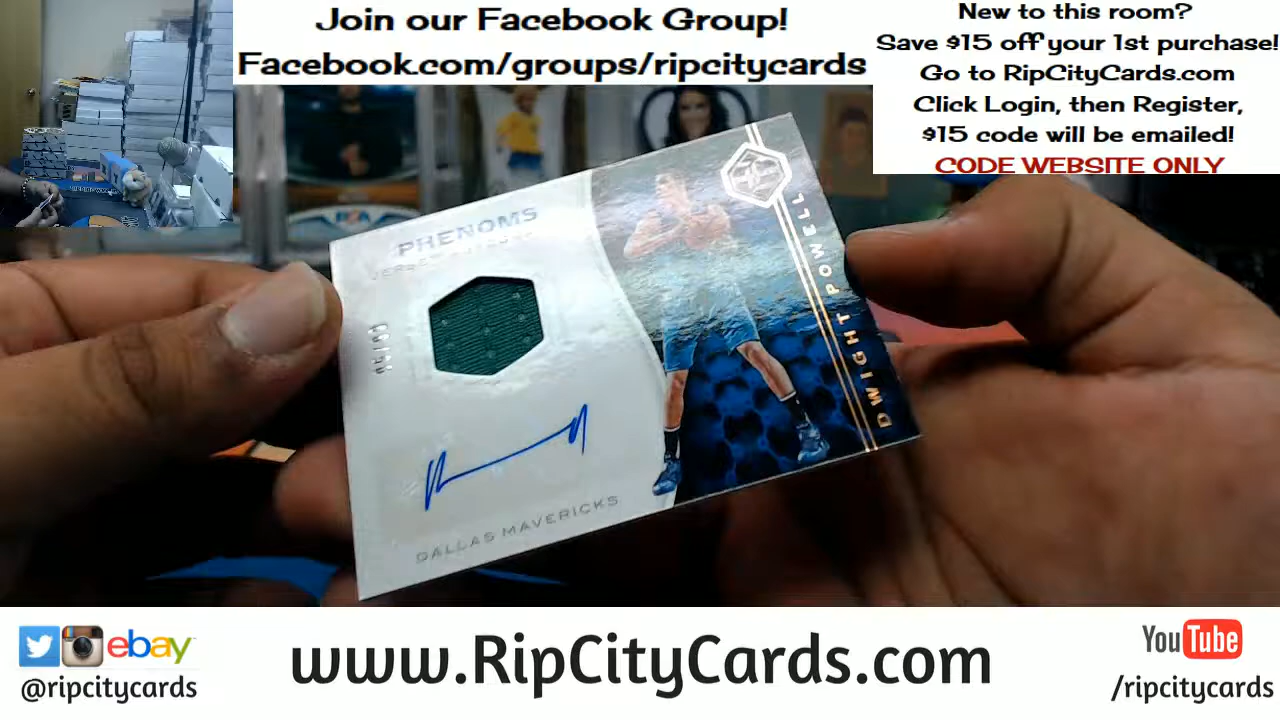 Join our Facebook Group!
Facebook.com/groups/ripcitycards
New to this room?
Save $15 off your 1st purchase!
Go to RipCityCards.com
Click Login, then Register,
$15 code will be emailed!
CODE WEBSITE ONLY
PHENOMS
DALLAS MAVERICKS
DWIGHT POWELL
ebay
@ripcitycards
www.RipCityCards.com
YouTube
/ripcitycards